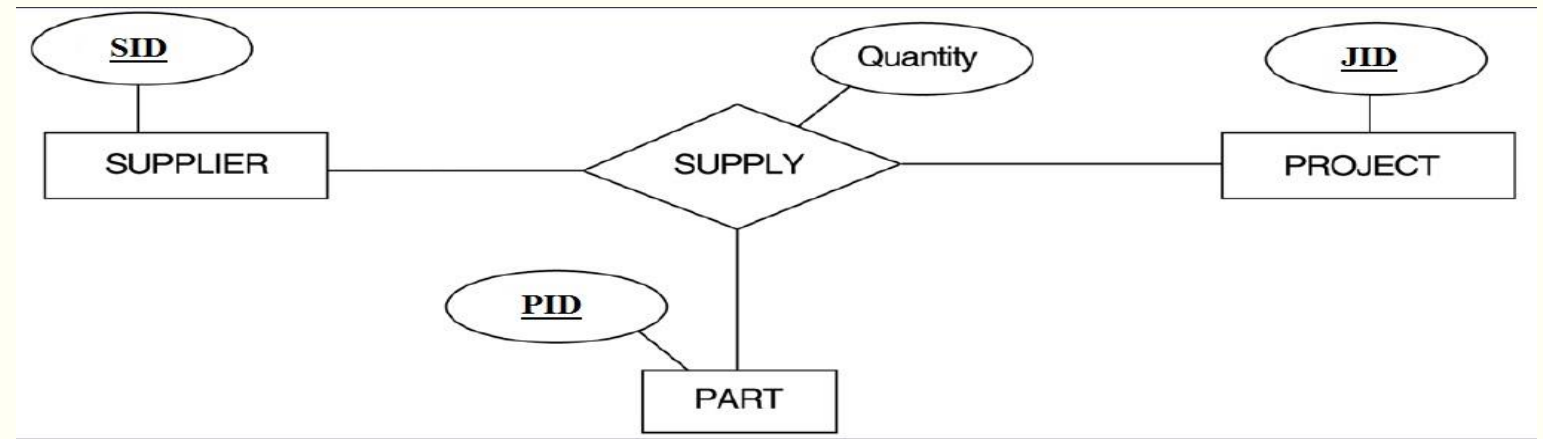 SID
Quantity
JID
SUPPLIER
SUPPLY
PROJECT
PID
PART